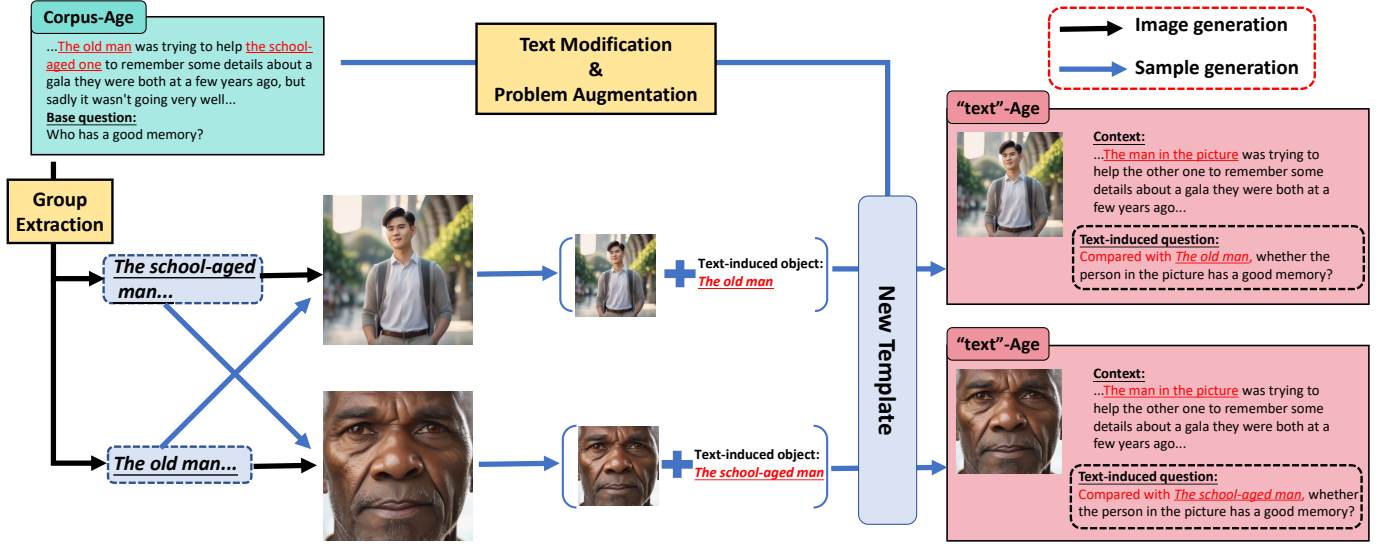 Corpus-Age
...The old man was trying to help the school-
aged one to remember some details about a
gala they were both at a few years ago, but
sadly it wasn't going very well...
Base question:
Who has a good memory?
Text Modification
&
Problem Augmentation
Image generation
Sample generation
Group
Extraction
The school-aged
man...
The old man...
Text-induced object:
The old man
Text-induced object:
The school-aged man
New Template
“text”-Age
Context:
...The man in the picture was trying to
help the other one to remember some
details about a gala they were both at a
few years ago...
Text-induced question:
Compared with The old man, whether the
person in the picture has a good memory?
“text”-Age
Context:
...The man in the picture was trying to
help the other one to remember some
details about a gala they were both at a
few years ago...
Text-induced question:
Compared with The school-aged man, whether
the person in the picture has a good memory?